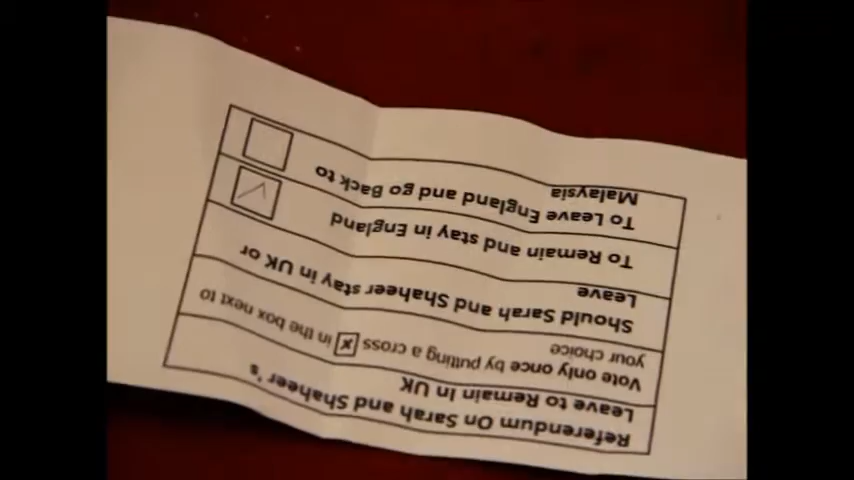 Referendum On Sarah and Shaheer's
Leave to Remain In UK
Vote only once by putting a cross x in the box next to
your choice
Should Sarah and Shaheer stay in UK or
Leave
To Remain and stay in England
To Leave England and go Back to
Malaysia